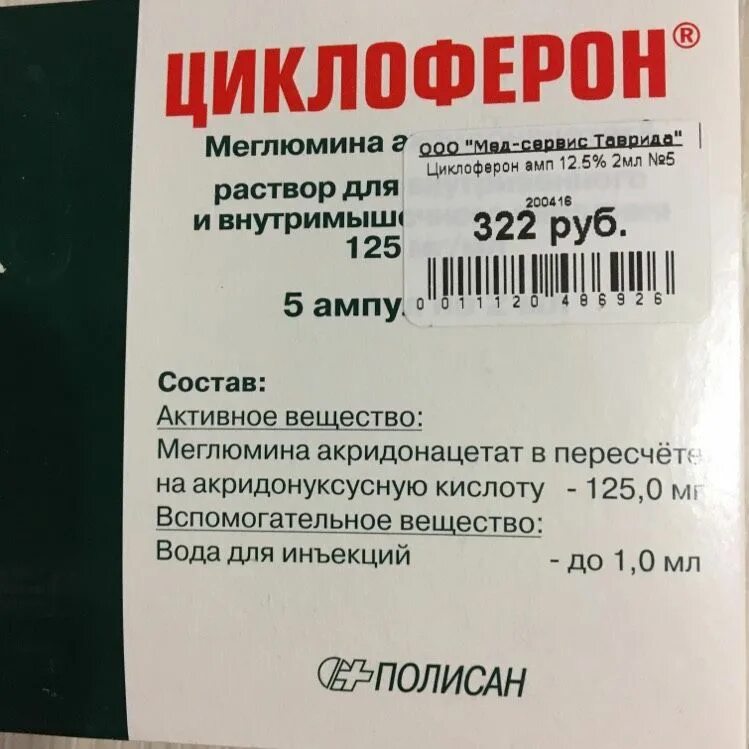 ЦИКЛОФЕРОН®
Меглюмина
ООО "Мед-сервис Таврида"
Циклоферон амп 12.5% 2мл №5
раствор для
200416
и внутримыш
322 руб.
125
5 ампу
0 011120 486926
Состав:
Активное вещество:
Меглюмина акридонацетат в пересчёте
на акридонуксусную кислоту - 125,0 мг
Вспомогательное вещество:
Вода для инъекций - до 1,0 мл
ПОЛИСАН